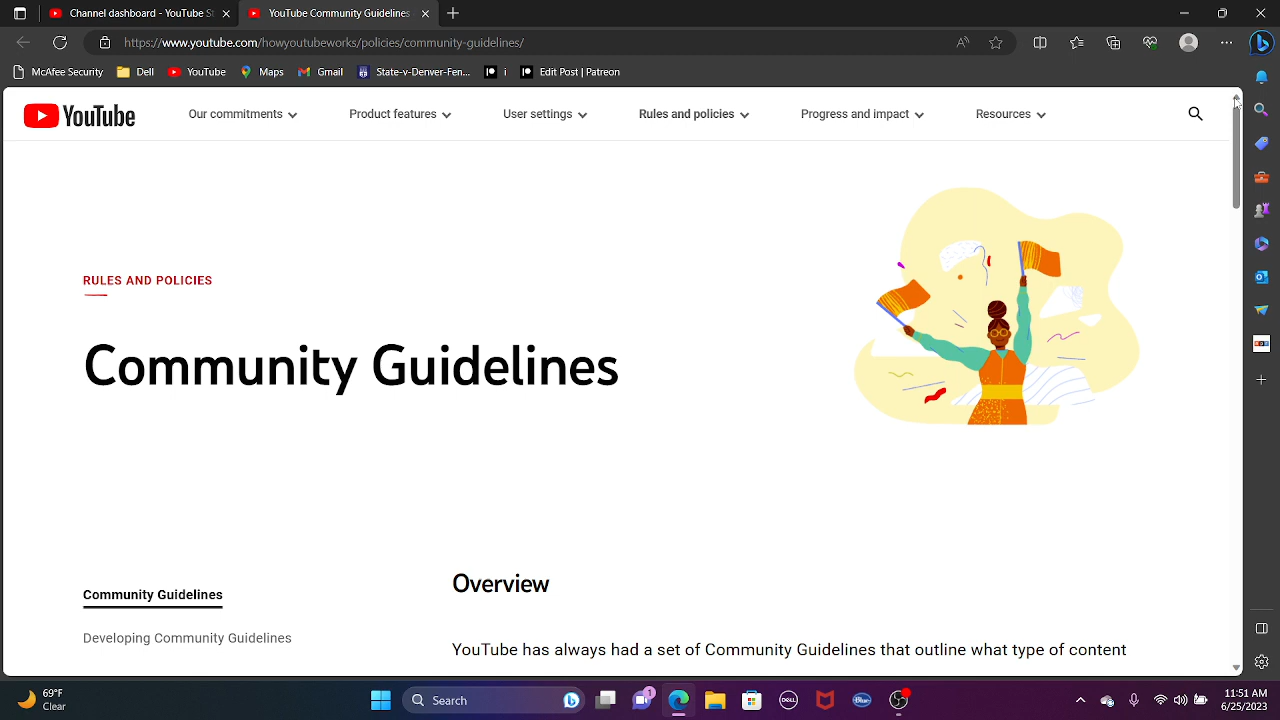 Channel dashboard - YouTube St
YouTube Community Guidelines
https://www.youtube.com/howyoutubeworks/policies/community-guidelines/
McAfee Security
Dell
YouTube
Maps
Gmail
State-v-Denver-Fen...
i
Edit Post | Patreon
YouTube
Our commitments
Product features
User settings
Rules and policies
Progress and impact
Resources
RULES AND POLICIES
Community Guidelines
Community Guidelines
Developing Community Guidelines
Overview
YouTube has always had a set of Community Guidelines that outline what type of content
69°F
Clear
Search
1
DELL
11:51 AM
6/25/2023